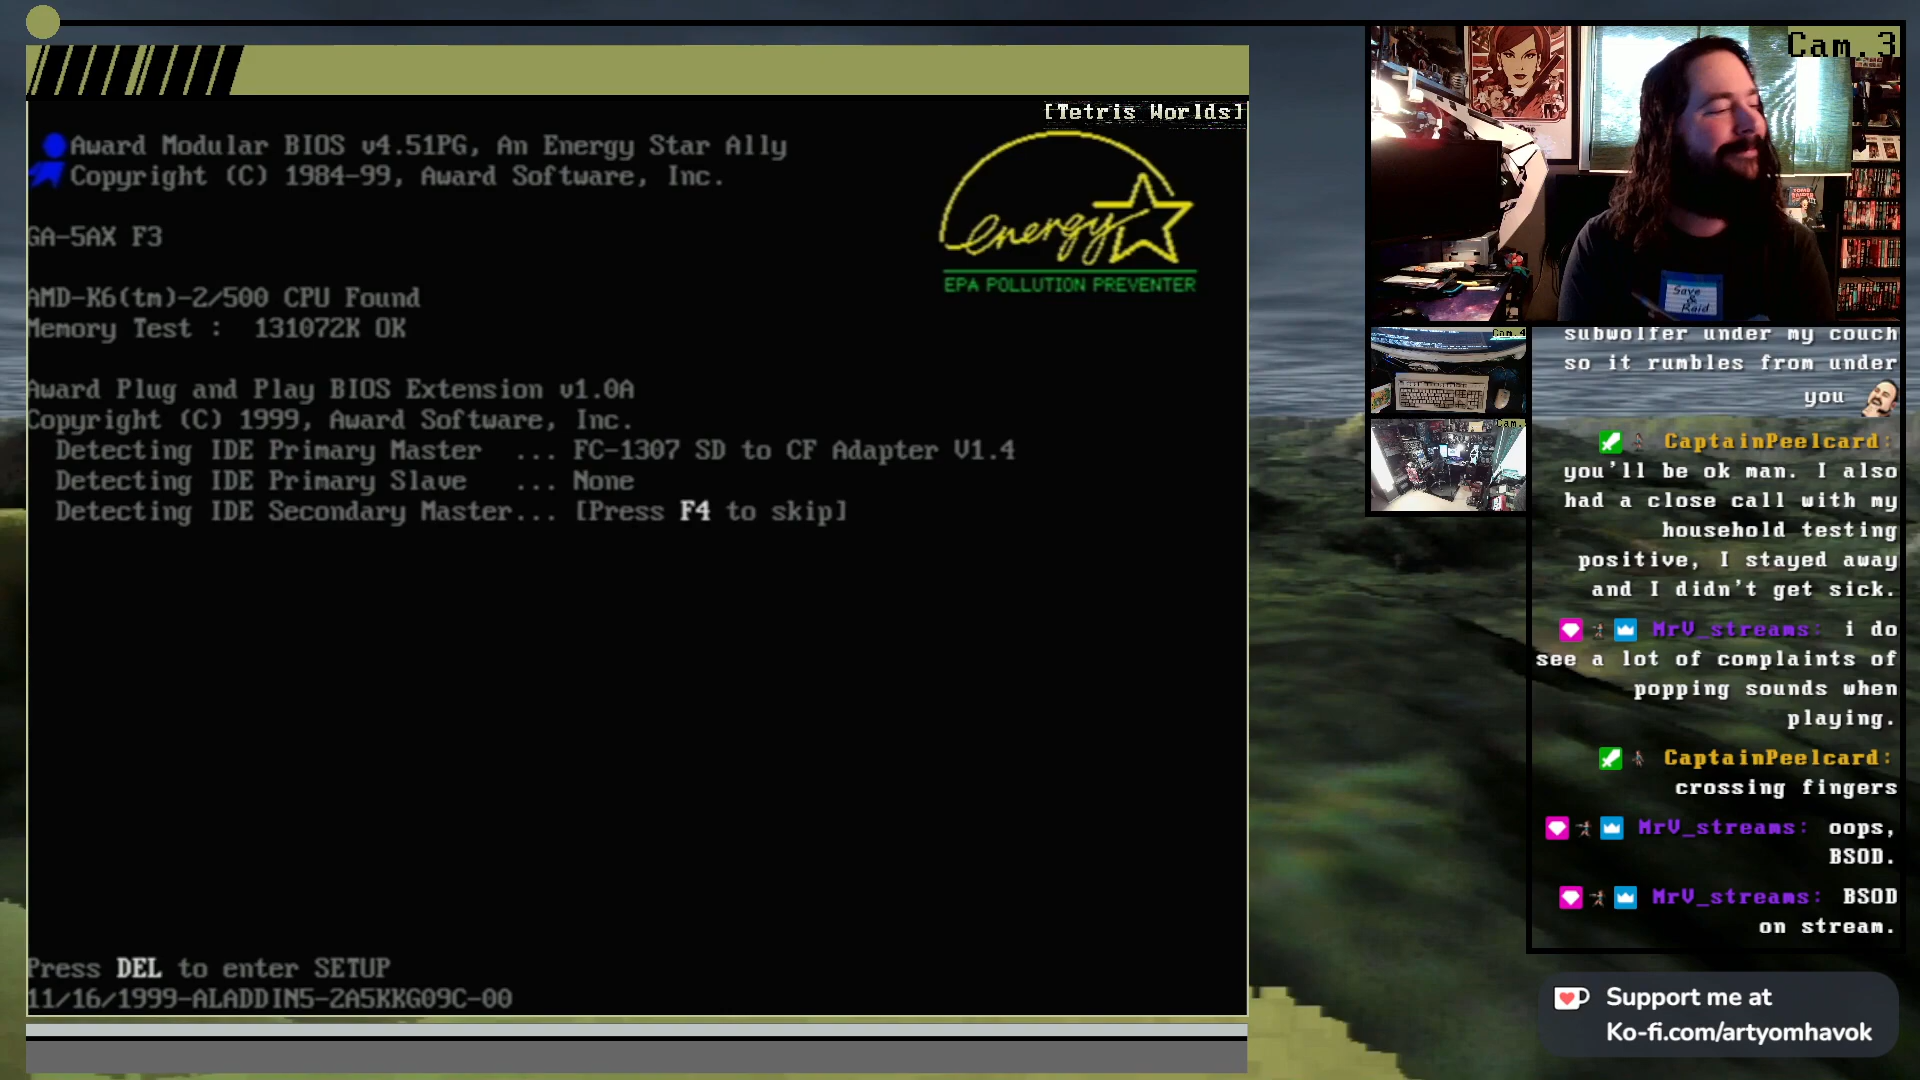 [Tetris Worlds]
Award Modular BIOS v4.51PG, An Energy Star Ally
Copyright (C) 1984-99, Award Software, Inc.
energy
EPA POLLUTION PREVENTER
GA-5AX F3
AMD-K6(tm)-2/500 CPU Found
Memory Test :  131072K OK
Award Plug and Play BIOS Extension v1.0A
Copyright (C) 1999, Award Software, Inc.
Detecting IDE Primary Master  ... FC-1307 SD to CF Adapter V1.4
Detecting IDE Primary Slave   ... None
Detecting IDE Secondary Master... [Press F4 to skip]
Press DEL to enter SETUP
11/16/1999-ALADDIN5-2A5KKG09C-00
Cam.3
Save
&
Raid
Cam.4
Cam.
subwolfer under my couch
so it rumbles from under
you
CaptainPeelcard:
you'll be ok man. I also
had a close call with my
household testing
positive, I stayed away
and I didn't get sick.
MrV_streams: i do
see a lot of complaints of
popping sounds when
playing.
CaptainPeelcard:
crossing fingers
MrV_streams: oops,
BSOD.
MrV_streams: BSOD
on stream.
Support me at
Ko-fi.com/artyomhavok